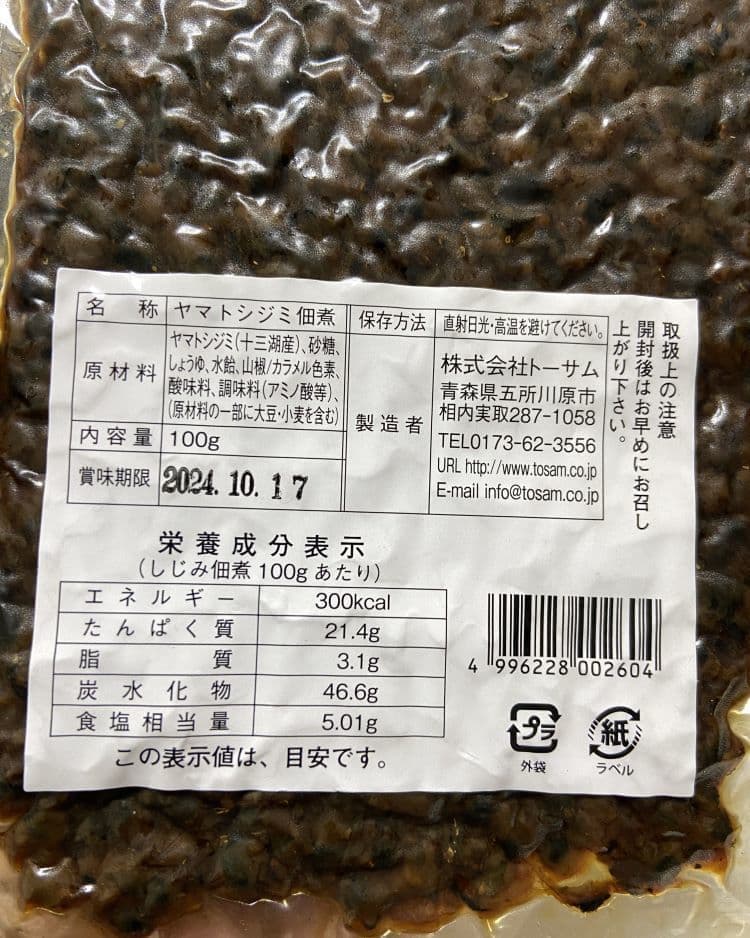 名称 ヤマトシジミ佃煮
原材料 ヤマトシジミ(十三湖産)、砂糖、
しょうゆ、水飴、山椒/カラメル色素、
酸味料、調味料(アミノ酸等)、
(原材料の一部に大豆・小麦を含む)
内容量 100g
賞味期限 2024.10.17
保存方法 直射日光・高温を避けてください。
製造者 株式会社トーサム
青森県五所川原市
相内実取287-1058
TEL0173-62-3556
URL http://www.tosam.co.jp
E-mail info@tosam.co.jp
取扱上の注意
開封後はお早めにお召し
上がり下さい。
栄養成分表示
(しじみ佃煮 100g あたり)
エネルギー 300kcal
たんぱく質 21.4g
脂質 3.1g
炭水化物 46.6g
食塩相当量 5.01g
この表示値は、目安です。
4 996228 002604
プラ 紙
外袋 ラベル